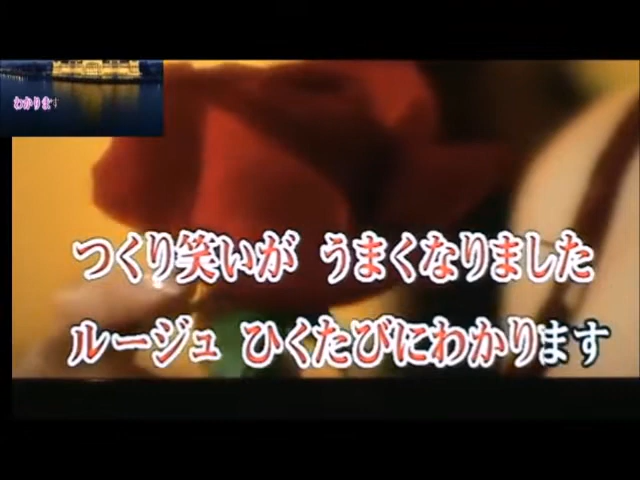 わかります
つくり笑いが うまくなりました
ルージュ ひくたびにわかります